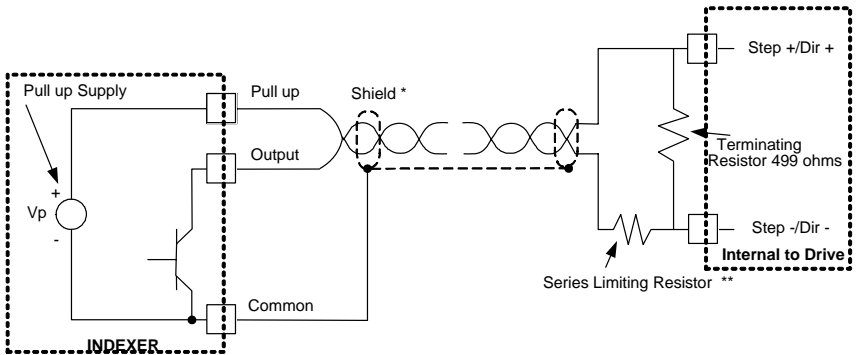 Pull up Supply
+
Vp
-
INDEXER
Pull up
Output
Common
Shield *
Step +/Dir +
Terminating
Resistor 499 ohms
Step -/Dir -
Internal to Drive
Series Limiting Resistor **